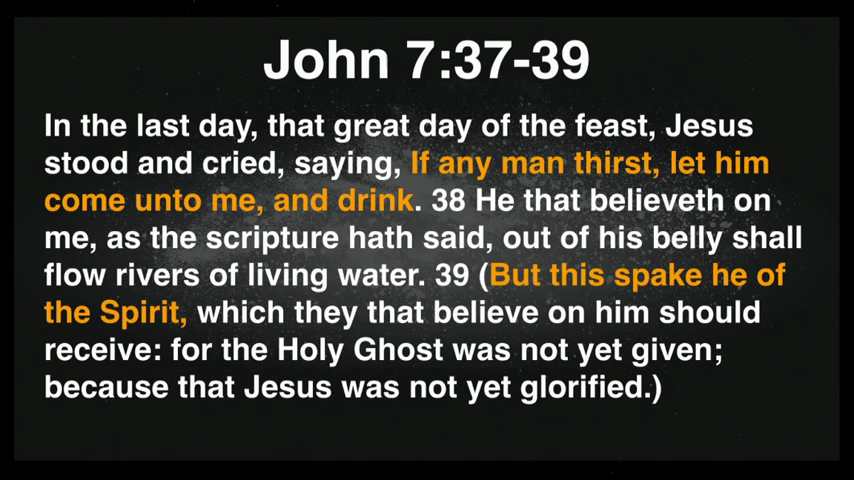 John 7:37-39
In the last day, that great day of the feast, Jesus
stood and cried, saying, If any man thirst, let him
come unto me, and drink. 38 He that believeth on
me, as the scripture hath said, out of his belly shall
flow rivers of living water. 39 (But this spake he of
the Spirit, which they that believe on him should
receive: for the Holy Ghost was not yet given;
because that Jesus was not yet glorified.)